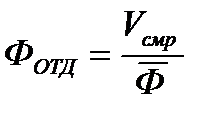 Ф_ОТД = V_смр / Ф̅